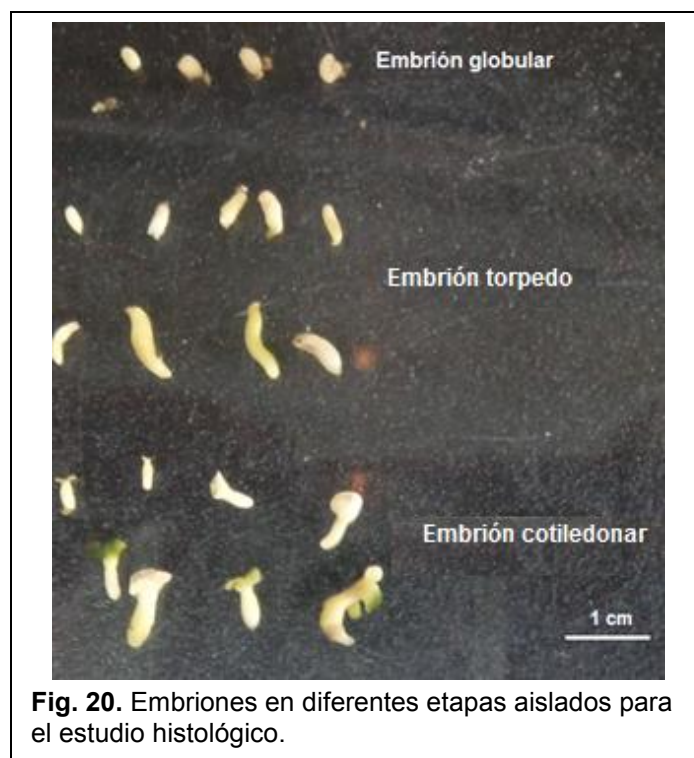 Embrión globular
Embrión torpedo
Embrión cotiledonar
1 cm
Fig. 20. Embriones en diferentes etapas aislados para
el estudio histológico.